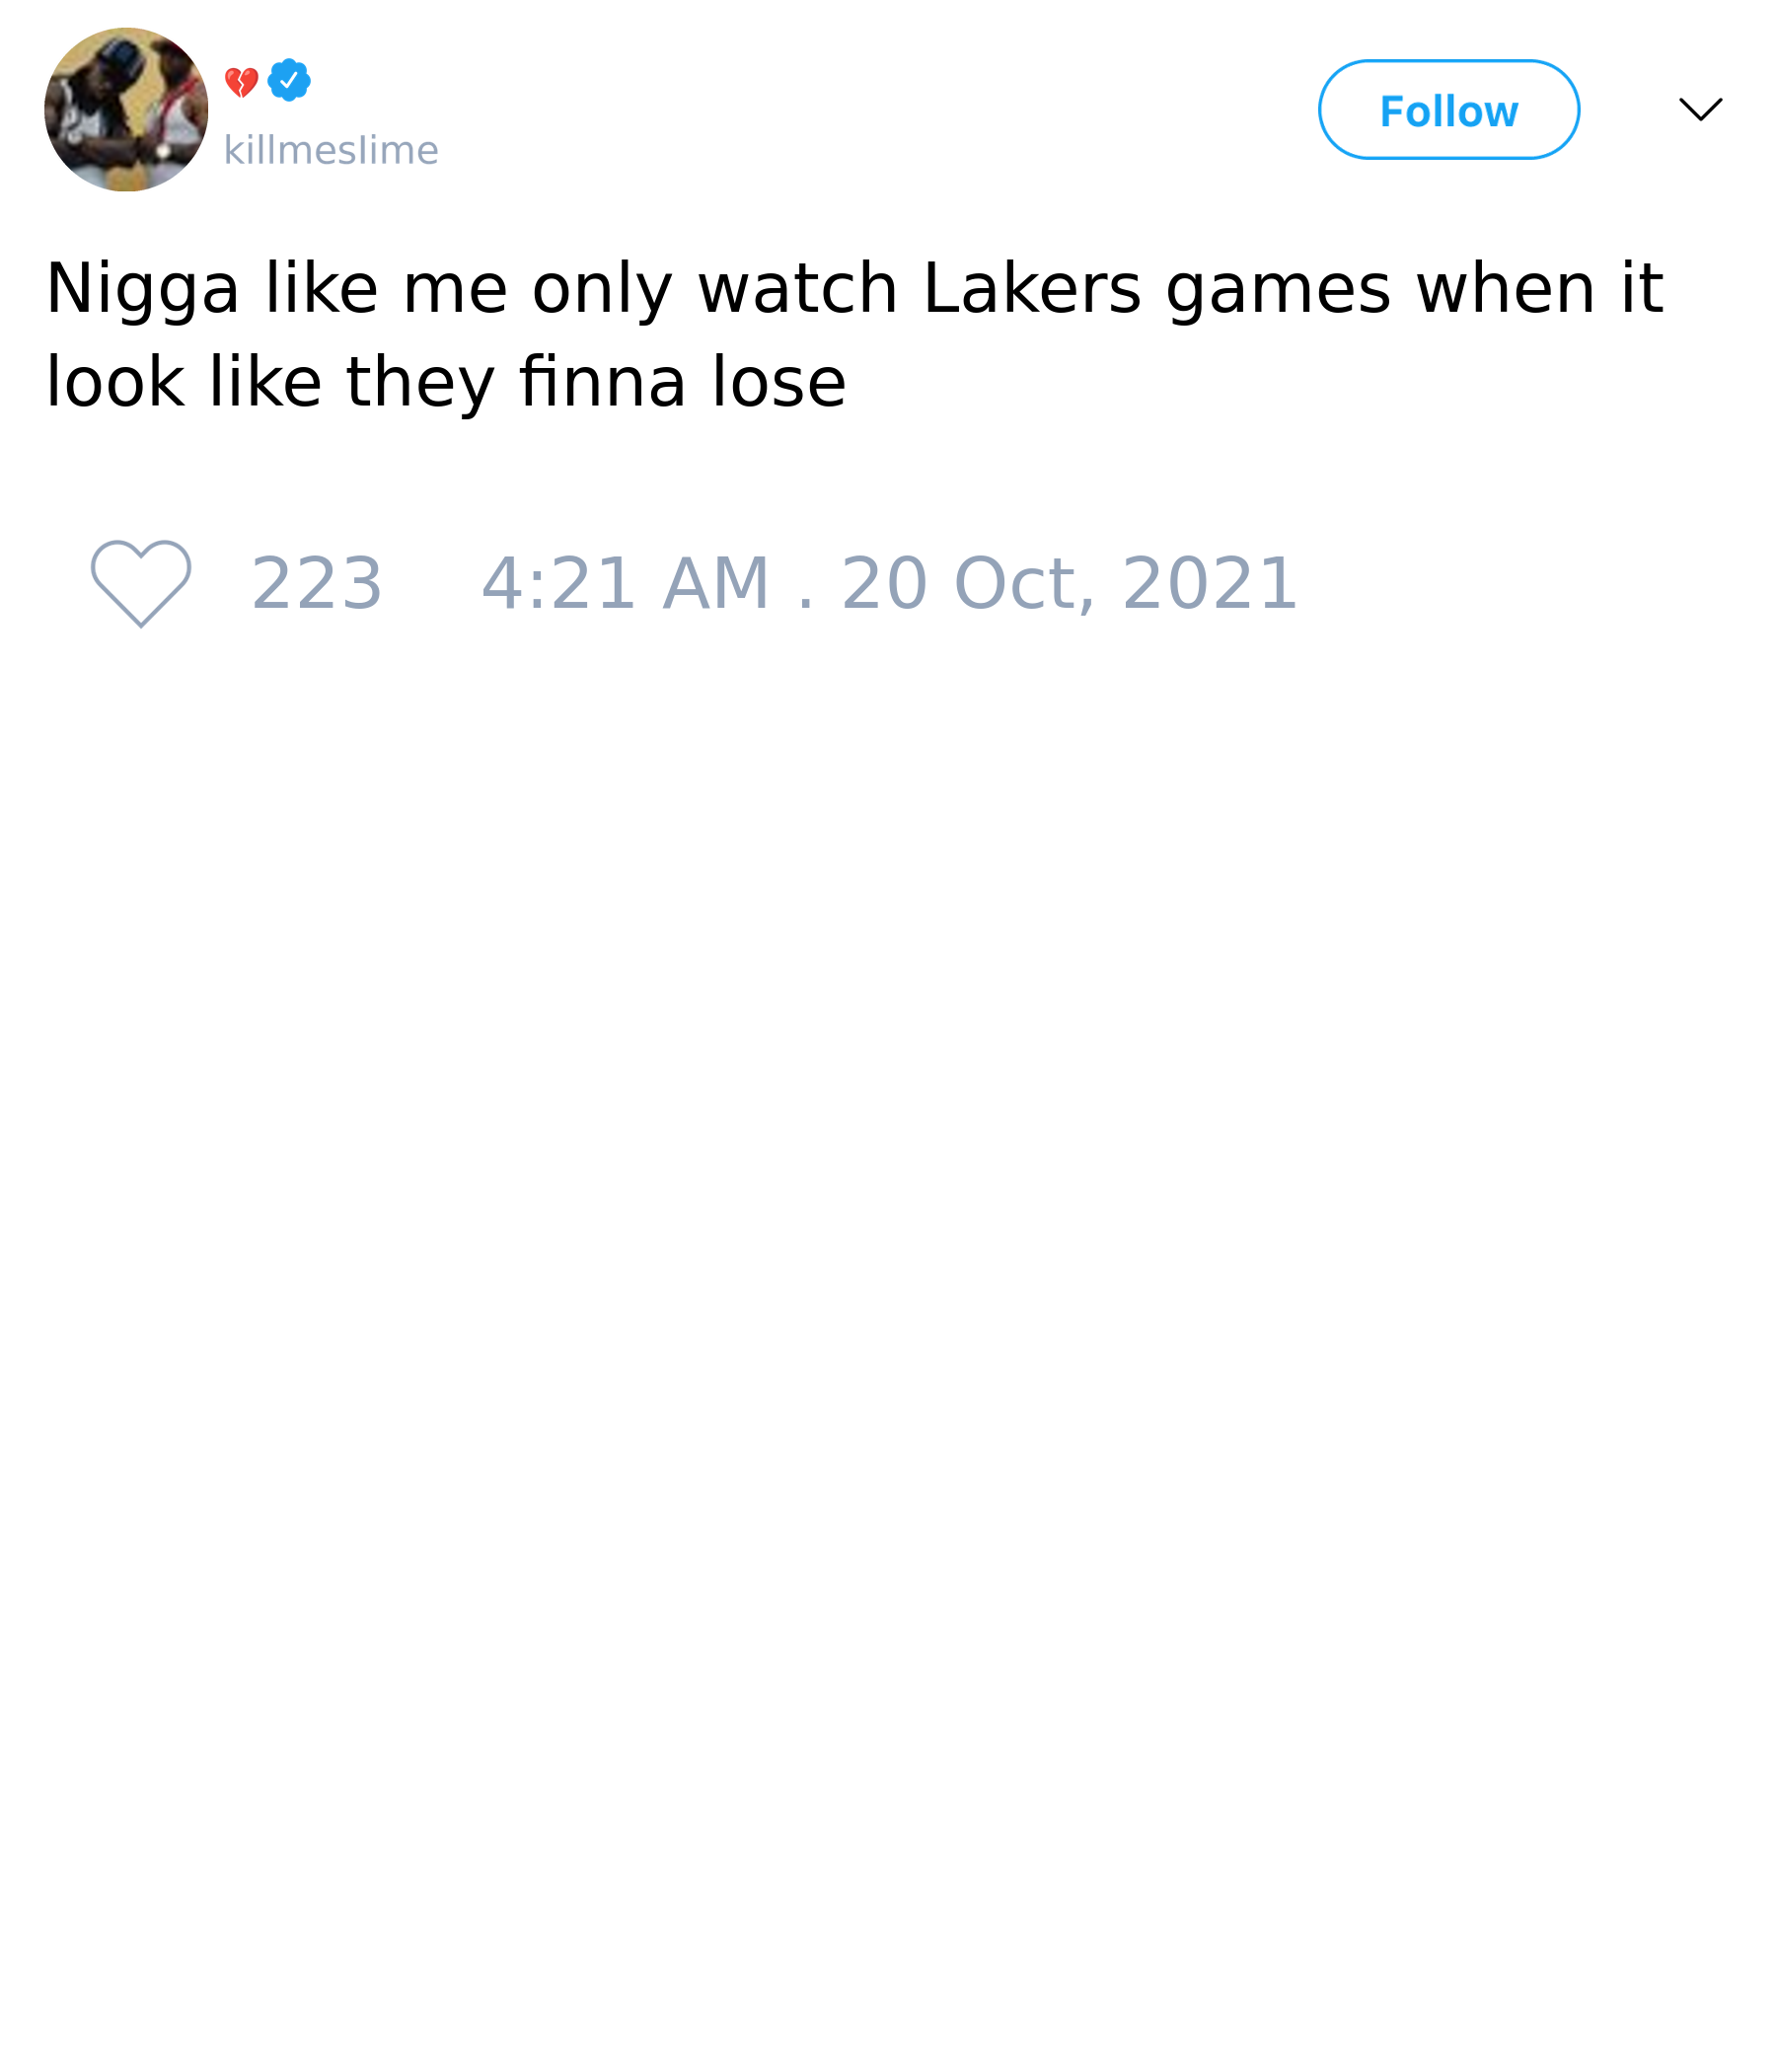 💔
killmeslime
Follow
Nigga like me only watch Lakers games when it
look like they finna lose
223 4:21 AM . 20 Oct, 2021